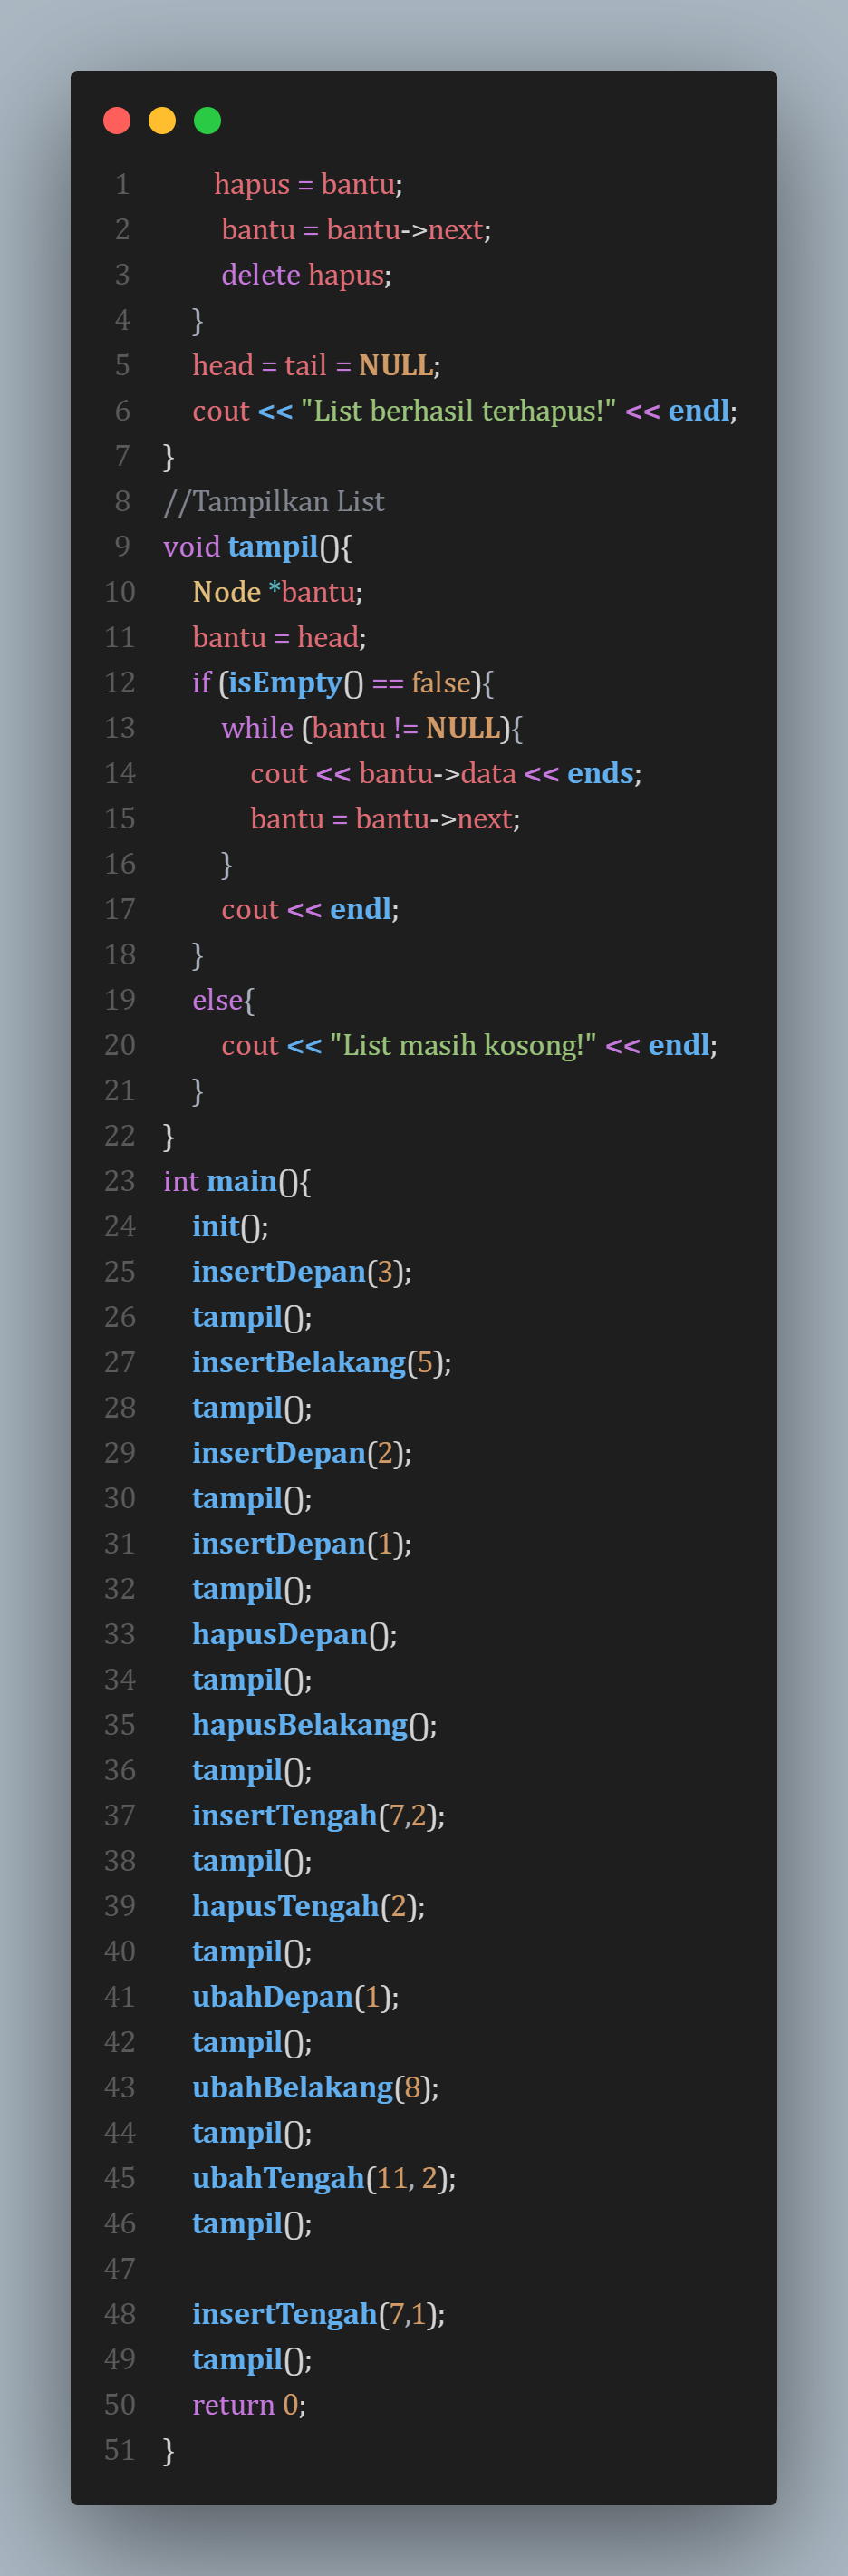 1 hapus = bantu;
2 bantu = bantu->next;
3 delete hapus;
4 }
5 head = tail = NULL;
6 cout << "List berhasil terhapus!" << endl;
7 }
8 //Tampilkan List
9 void tampil(){
10 Node *bantu;
11 bantu = head;
12 if (isEmpty() == false){
13 while (bantu != NULL){
14 cout << bantu->data << ends;
15 bantu = bantu->next;
16 }
17 cout << endl;
18 }
19 else{
20 cout << "List masih kosong!" << endl;
21 }
22 }
23 int main(){
24 init();
25 insertDepan(3);
26 tampil();
27 insertBelakang(5);
28 tampil();
29 insertDepan(2);
30 tampil();
31 insertDepan(1);
32 tampil();
33 hapusDepan();
34 tampil();
35 hapusBelakang();
36 tampil();
37 insertTengah(7,2);
38 tampil();
39 hapusTengah(2);
40 tampil();
41 ubahDepan(1);
42 tampil();
43 ubahBelakang(8);
44 tampil();
45 ubahTengah(11, 2);
46 tampil();
47
48 insertTengah(7,1);
49 tampil();
50 return 0;
51 }